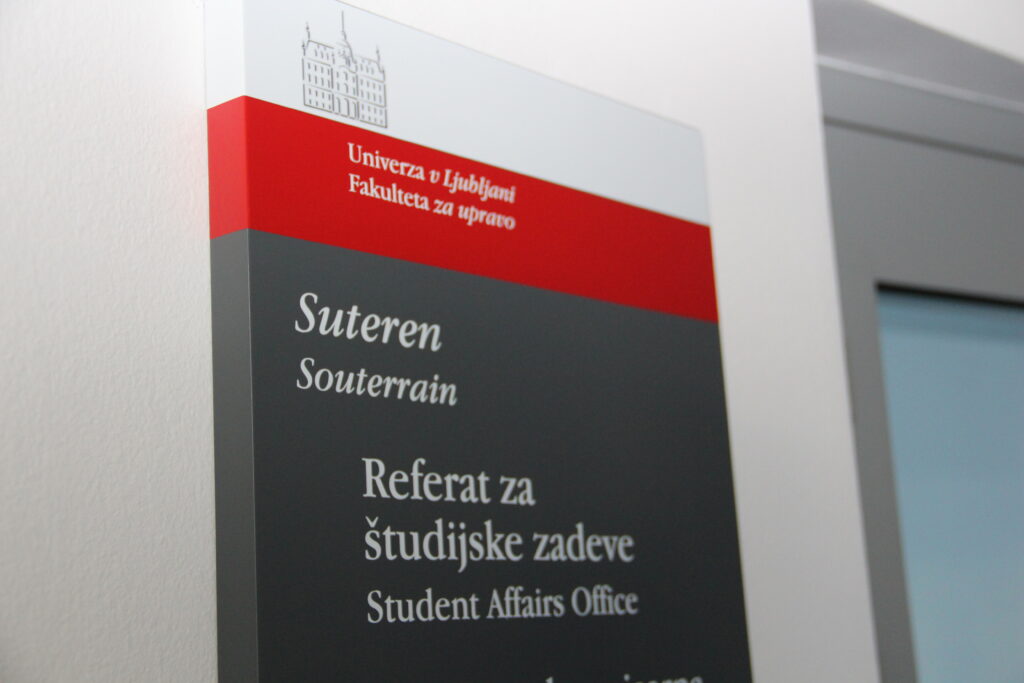 Univerza v Ljubljani
Fakulteta za upravo
Suteren
Souterrain
Referat za
študijske zadeve
Student Affairs Office